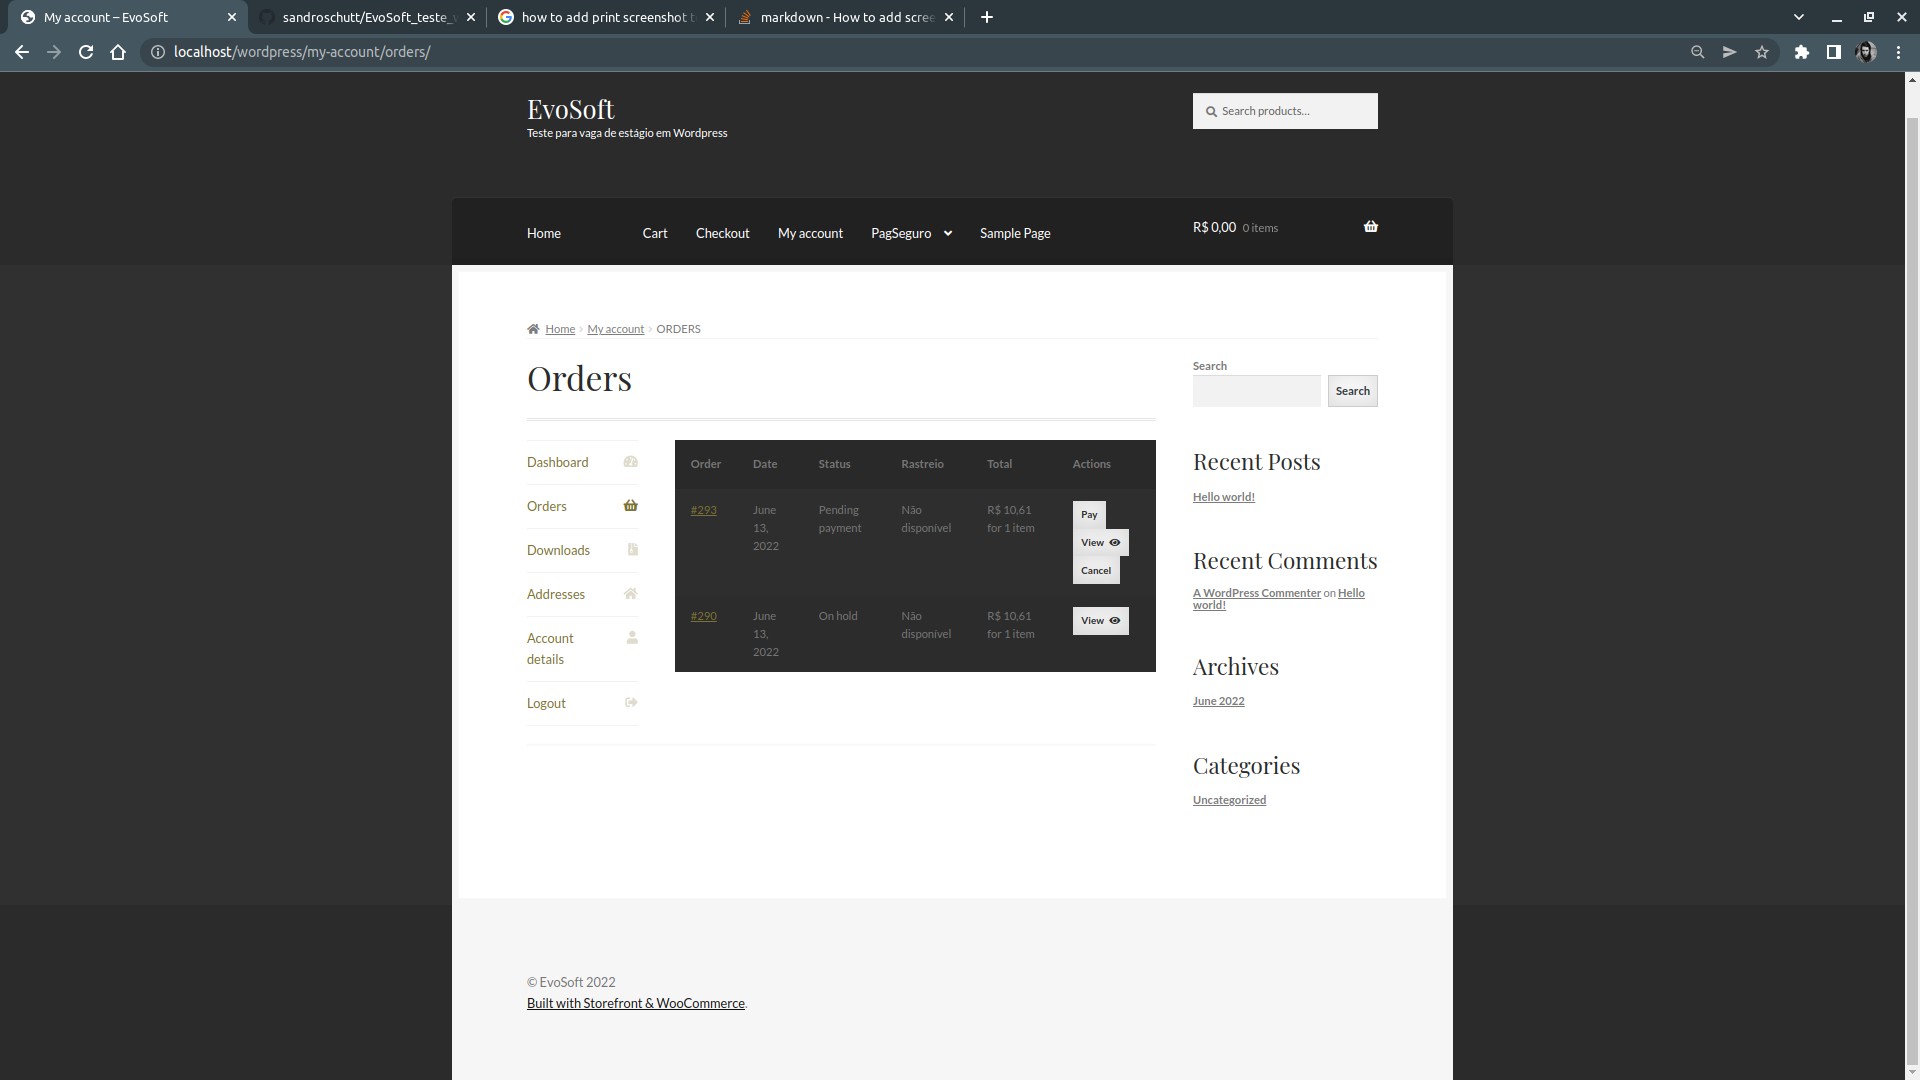 My account – EvoSoft
sandroschutt/EvoSoft_teste_
how to add print screenshot t
markdown - How to add scree
localhost/wordpress/my-account/orders/
EvoSoft
Teste para vaga de estágio em Wordpress
Search products...
Home
Cart
Checkout
My account
PagSeguro
Sample Page
R$ 0,00 0 items
Home
My account
ORDERS
Orders
Dashboard
Orders
Downloads
Addresses
Account
details
Logout
Order Date Status Rastreio Total Actions
#293
June
13,
2022
Pending
payment
Não
disponível
R$ 10,61
for 1 item
Pay
View
Cancel
#290
June
13,
2022
On hold
Não
disponível
R$ 10,61
for 1 item
View
Search
Search
Recent Posts
Hello world!
Recent Comments
A WordPress Commenter on Hello
world!
Archives
June 2022
Categories
Uncategorized
© EvoSoft 2022
Built with Storefront & WooCommerce.